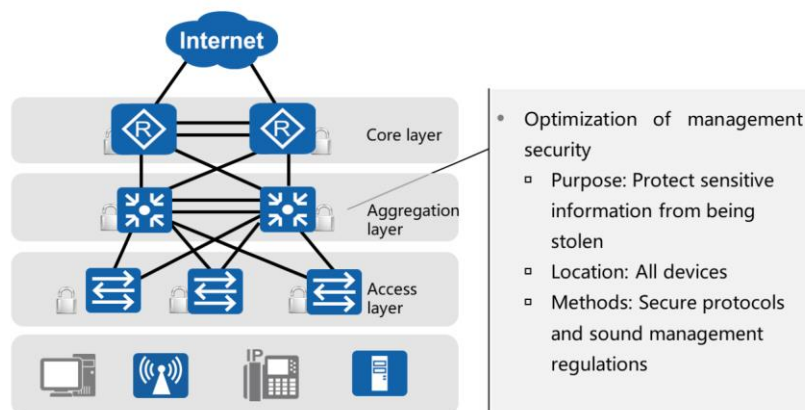 Internet
R
R
Core layer
Aggregation
layer
Access
layer
IP
• Optimization of management
security
▫ Purpose: Protect sensitive
information from being
stolen
▫ Location: All devices
▫ Methods: Secure protocols
and sound management
regulations